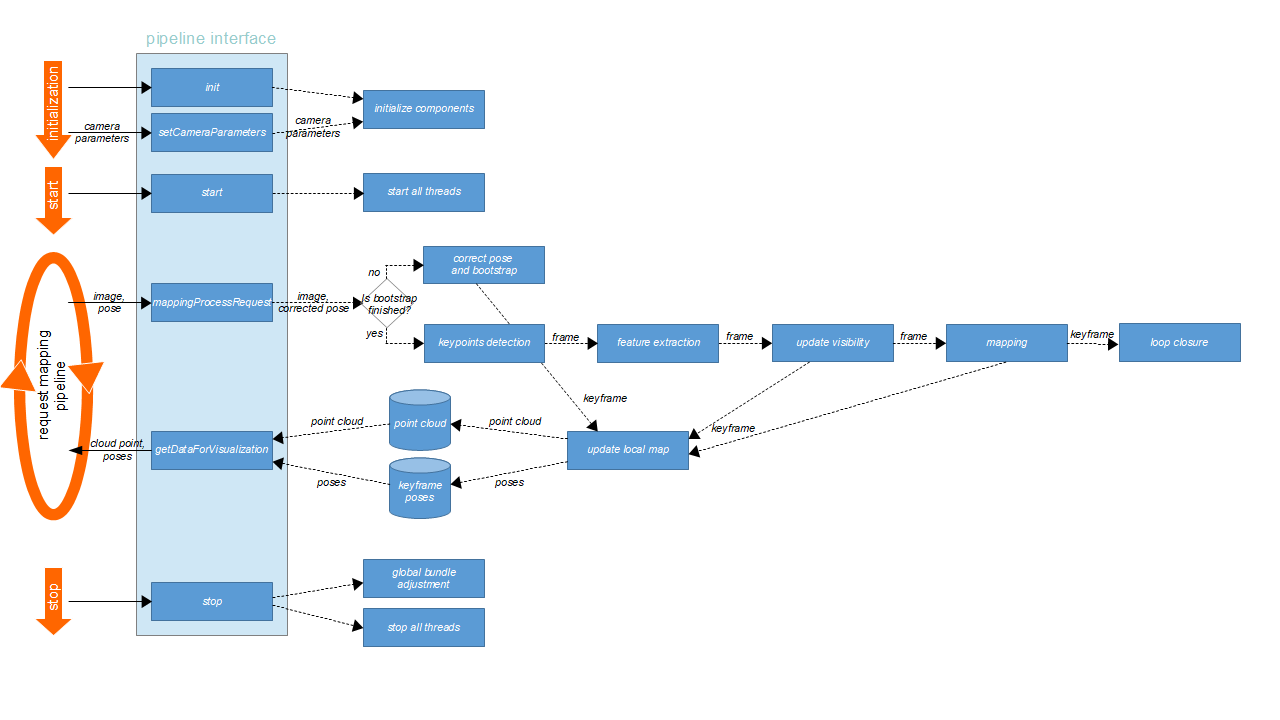 pipeline interface
initialization
init
initialize components
camera
parameters
setCameraParameters
camera
parameters
start
start
start all threads
correct pose
and bootstrap
no
image,
pose
mappingProcessRequest
image,
corrected pose
Is bootstrap
finished?
yes
keypoints detection
frame
feature extraction
frame
update visibility
frame
mapping
keyframe
loop closure
request mapping
pipeline
keyframe
point cloud
point cloud
point cloud
keyframe
cloud point,
poses
getDataForVisualization
update local map
poses
keyframe
poses
poses
stop
stop
global bundle
adjustment
stop all threads